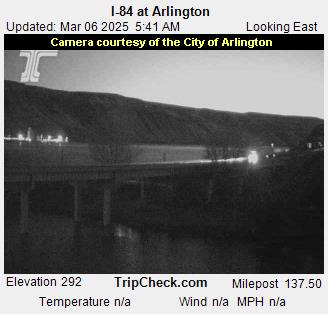 I-84 at Arlington
Updated: Mar 06 2025 5:41 AM Looking East
Camera courtesy of the City of Arlington
Elevation 292 TripCheck.com Milepost 137.50
Temperature n/a Wind n/a MPH n/a